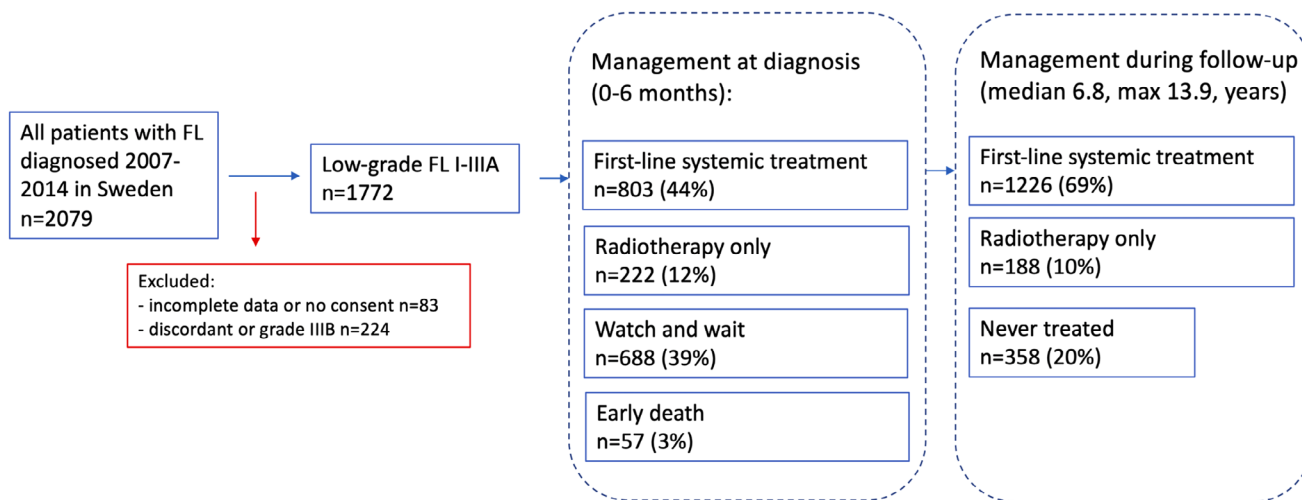 All patients with FL
diagnosed 2007-
2014 in Sweden
n=2079
Excluded:
- incomplete data or no consent n=83
- discordant or grade IIIB n=224
Low-grade FL I-IIIA
n=1772
Management at diagnosis
(0-6 months):
First-line systemic treatment
n=803 (44%)
Radiotherapy only
n=222 (12%)
Watch and wait
n=688 (39%)
Early death
n=57 (3%)
Management during follow-up
(median 6.8, max 13.9, years)
First-line systemic treatment
n=1226 (69%)
Radiotherapy only
n=188 (10%)
Never treated
n=358 (20%)